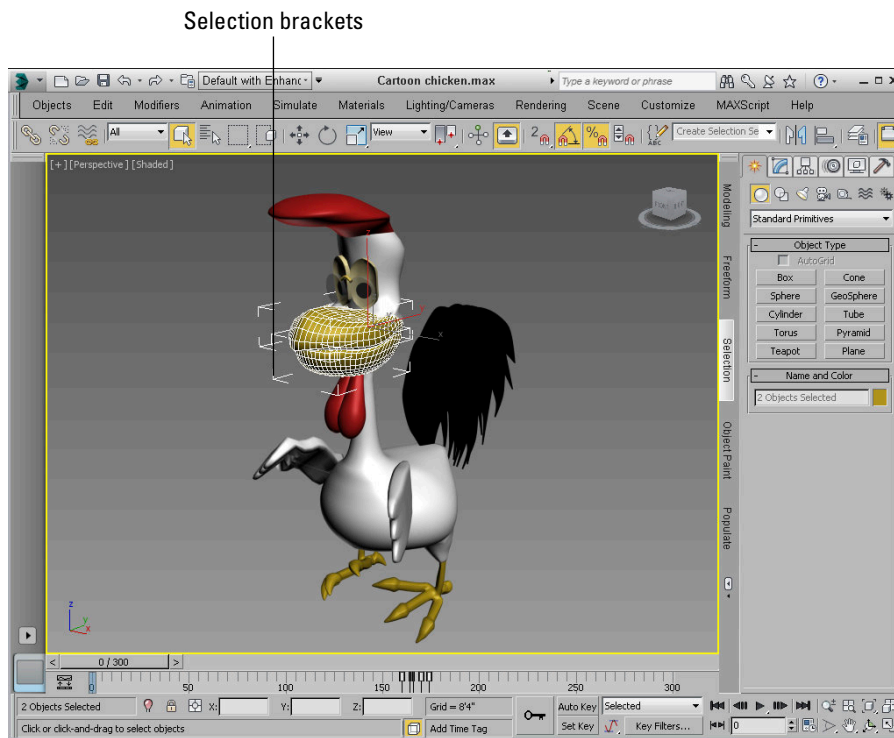 Selection brackets
Default with Enhanc
Cartoon chicken.max
Type a keyword or phrase
Objects Edit Modifiers Animation Simulate Materials Lighting/Cameras Rendering Scene Customize MAXScript Help
All
View
2
%
ABC
Create Selection Se
[+][Perspective][Shaded]
Modeling
Freeform
Selection
Object Paint
Populate
Standard Primitives
- Object Type
AutoGrid
Box Cone
Sphere GeoSphere
Cylinder Tube
Torus Pyramid
Teapot Plane
- Name and Color
2 Objects Selected
z
x
z
y
x
< 0 / 300 >
0 50 100 150 200 250 300
2 Objects Selected X: Y: Z: Grid = 8'4" Auto Key Selected
Click or click-and-drag to select objects Add Time Tag Set Key Key Filters... 0